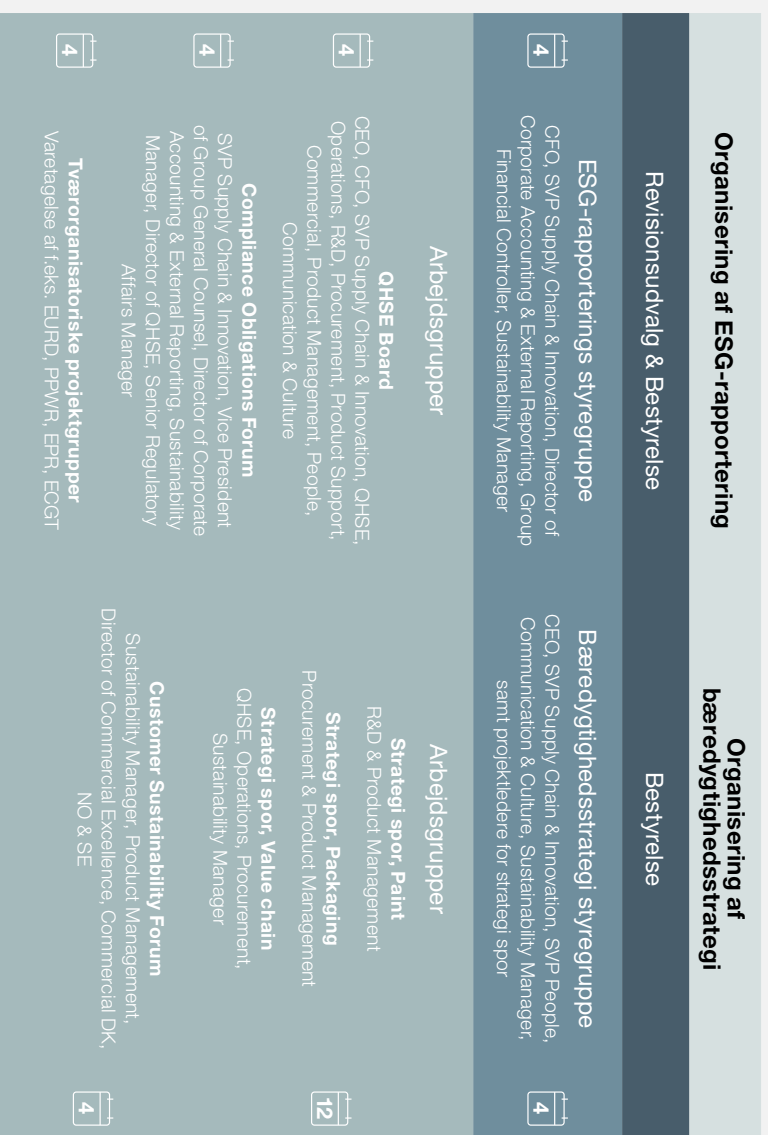 Organisering af ESG-rapportering
Organisering af
bæredygtighedsstrategi
Revisionsudvalg & Bestyrelse
Bestyrelse
4
ESG-rapporterings styregruppe
CFO, SVP Supply Chain & Innovation, Director of
Corporate Accounting & External Reporting, Group
Financial Controller, Sustainability Manager
Bæredygtighedsstrategi styregruppe
CEO, SVP Supply Chain & Innovation, SVP People,
Communication & Culture, Sustainability Manager,
samt projektledere for strategi spor
4
Arbejdsgrupper
4
QHSE Board
CEO, CFO, SVP Supply Chain & Innovation, QHSE,
Operations, R&D, Procurement, Product Support,
Commercial, Product Management, People,
Communication & Culture
4
Compliance Obligations Forum
SVP Supply Chain & Innovation, Vice President
of Group General Counsel, Director of Corporate
Accounting & External Reporting, Sustainability
Manager, Director of QHSE, Senior Regulatory
Affairs Manager
4
Tværorganisatoriske projektgrupper
Varetagelse af f.eks. EURD, PPWR, EPR, ECGT
Arbejdsgrupper
Strategi spor, Paint
R&D & Product Management
Strategi spor, Packaging
Procurement & Product Management
12
Strategi spor, Value chain
QHSE, Operations, Procurement,
Sustainability Manager
Customer Sustainability Forum
Sustainability Manager, Product Management,
Director of Commercial Excellence, Commercial DK,
NO & SE
4